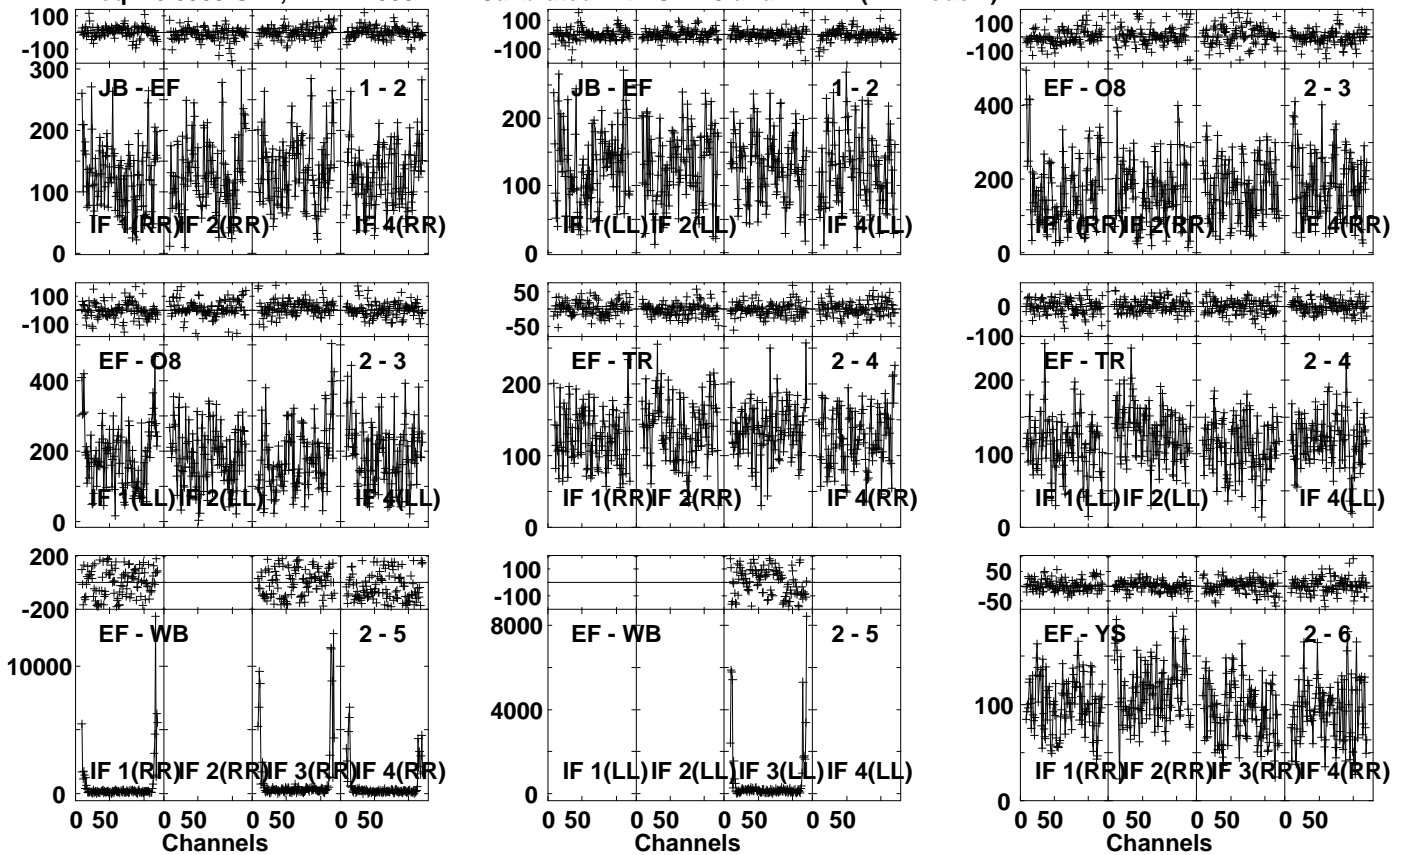 100
-100
300
200
100
0
JB - EF
1 - 2
IF 1(RR)
IF 2(RR)
IF 4(RR)
100
-100
200
100
0
JB - EF
1 - 2
IF 1(LL)
IF 2(LL)
IF 4(LL)
100
-100
400
200
0
EF - O8
2 - 3
IF 1(RR)
IF 2(RR)
IF 4(RR)
100
-100
400
200
0
EF - O8
2 - 3
IF 1(LL)
IF 2(LL)
IF 4(LL)
50
-50
200
100
0
EF - TR
2 - 4
IF 1(RR)
IF 2(RR)
IF 4(RR)
0
-100
200
100
0
EF - TR
2 - 4
IF 1(LL)
IF 2(LL)
IF 4(LL)
200
-200
10000
0
EF - WB
2 - 5
IF 1(RR)
IF 2(RR)
IF 3(RR)
IF 4(RR)
0 50 0 50 0 50 0 50
Channels
100
-100
8000
4000
0
EF - WB
2 - 5
IF 1(LL)
IF 2(LL)
IF 3(LL)
IF 4(LL)
0 50 0 50 0 50 0 50
Channels
50
-50
100
0
EF - YS
2 - 6
IF 1(RR)
IF 2(RR)
IF 3(RR)
IF 4(RR)
0 50 0 50 0 50 0 50
Channels